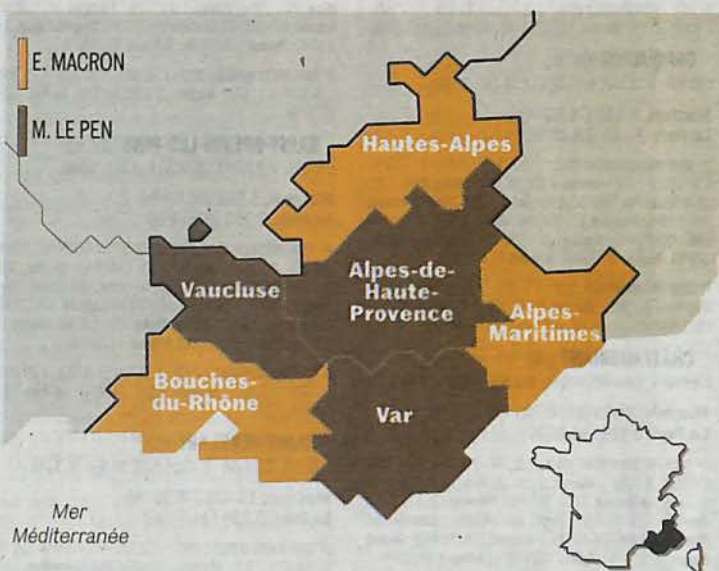 E. MACRON
M. LE PEN
Hautes-Alpes
Vaucluse
Alpes-de-
Haute-
Provence
Alpes-
Maritimes
Bouches-
du-Rhône
Var
Mer
Méditerranée